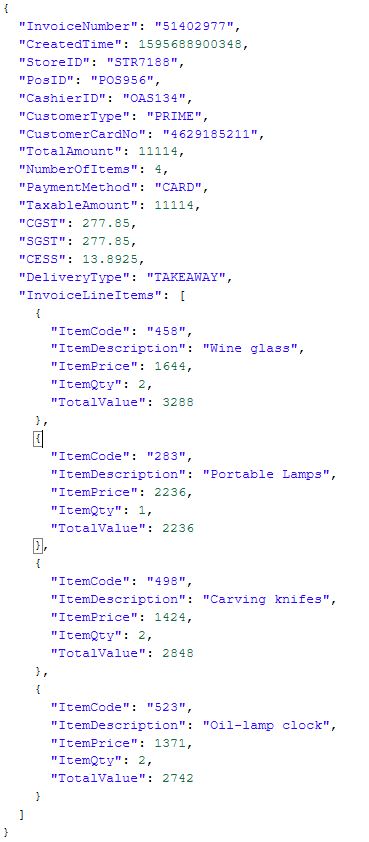 {
"InvoiceNumber": "51402977",
"CreatedTime": 1595688900348,
"StoreID": "STR7188",
"PosID": "POS956",
"CashierID": "OAS134",
"CustomerType": "PRIME",
"CustomerCardNo": "4629185211",
"TotalAmount": 11114,
"NumberOfItems": 4,
"PaymentMethod": "CARD",
"TaxableAmount": 11114,
"CGST": 277.85,
"SGST": 277.85,
"CESS": 13.8925,
"DeliveryType": "TAKEAWAY",
"InvoiceLineItems": [
{
"ItemCode": "458",
"ItemDescription": "Wine glass",
"ItemPrice": 1644,
"ItemQty": 2,
"TotalValue": 3288
},
{
"ItemCode": "283",
"ItemDescription": "Portable Lamps",
"ItemPrice": 2236,
"ItemQty": 1,
"TotalValue": 2236
},
{
"ItemCode": "498",
"ItemDescription": "Carving knifes",
"ItemPrice": 1424,
"ItemQty": 2,
"TotalValue": 2848
},
{
"ItemCode": "523",
"ItemDescription": "Oil-lamp clock",
"ItemPrice": 1371,
"ItemQty": 2,
"TotalValue": 2742
}
]
}